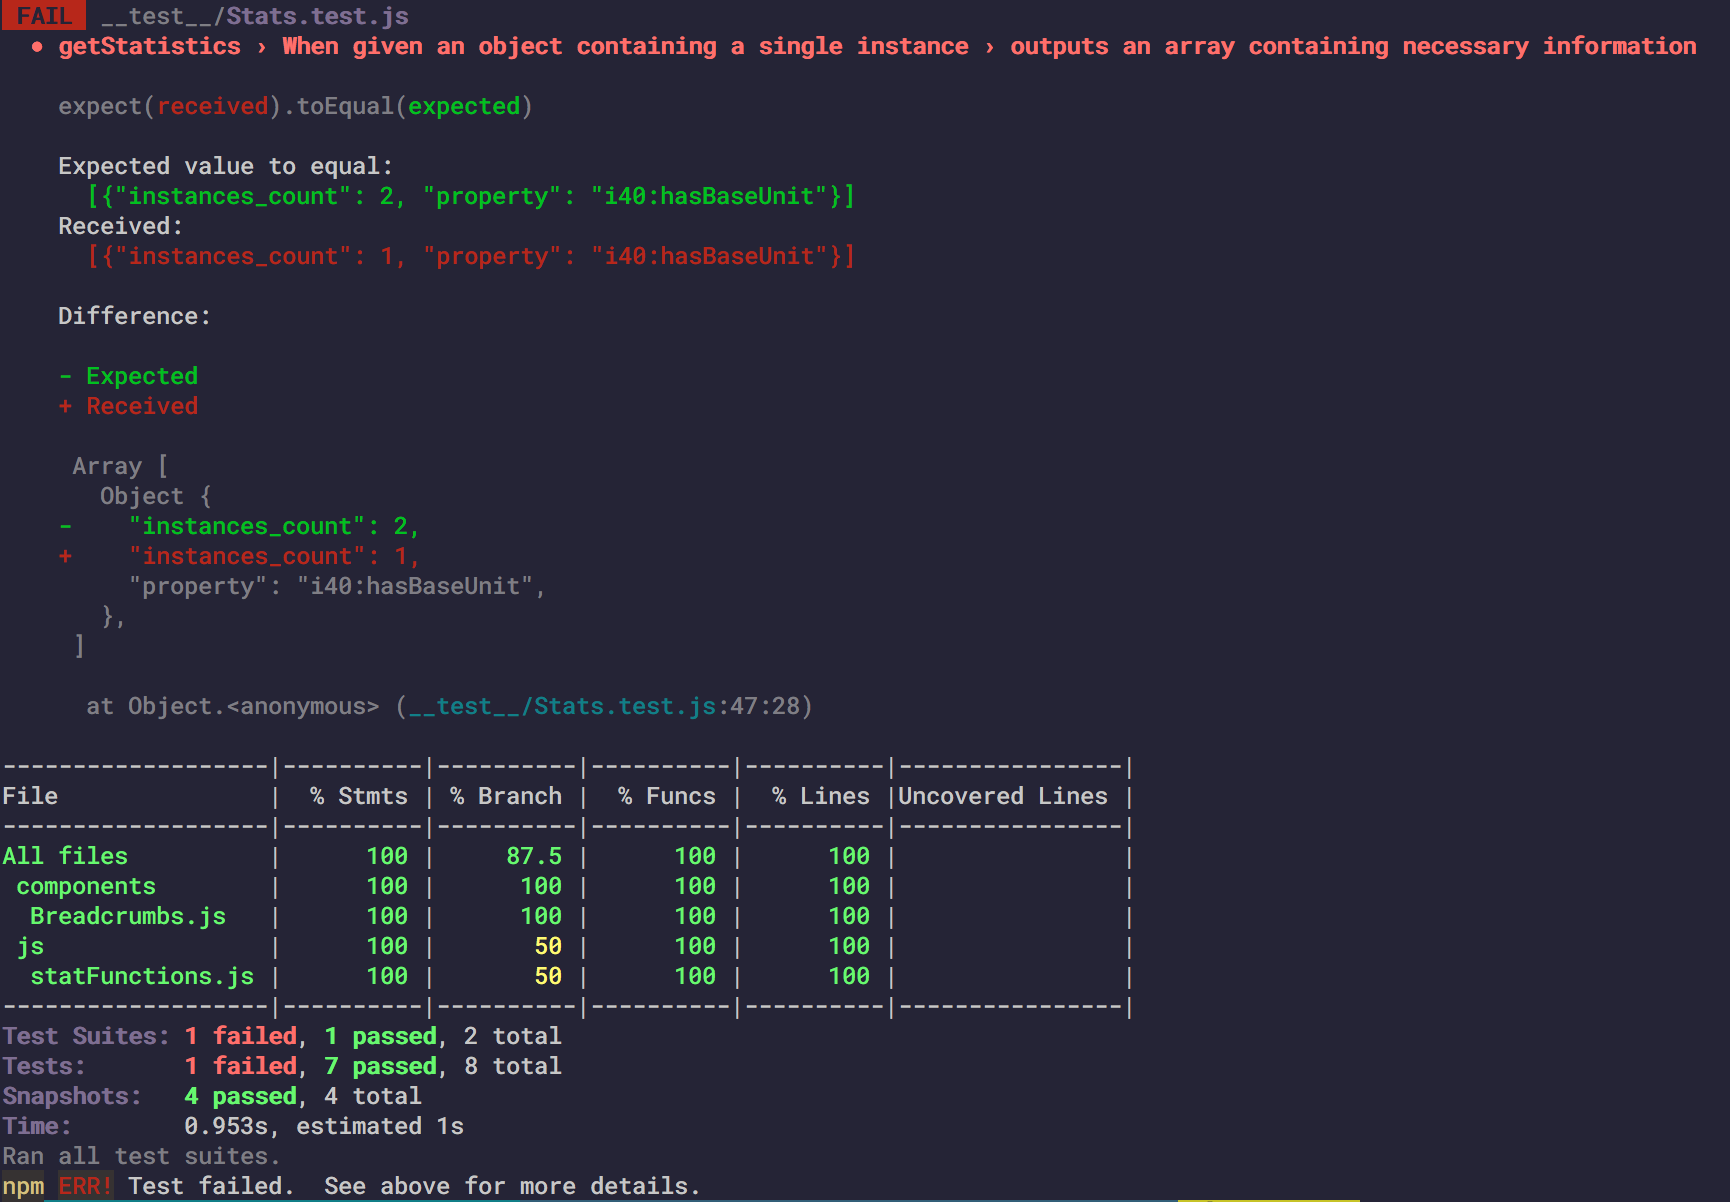 FAIL __test__/Stats.test.js
● getStatistics › When given an object containing a single instance › outputs an array containing necessary information
expect(received).toEqual(expected)
Expected value to equal:
[{"instances_count": 2, "property": "i40:hasBaseUnit"}]
Received:
[{"instances_count": 1, "property": "i40:hasBaseUnit"}]
Difference:
- Expected
+ Received
Array [
Object {
-     "instances_count": 2,
+     "instances_count": 1,
"property": "i40:hasBaseUnit",
},
]
at Object.<anonymous> (__test__/Stats.test.js:47:28)
-------------------|----------|----------|----------|----------|----------------|
File               |  % Stmts | % Branch |  % Funcs |  % Lines |Uncovered Lines |
-------------------|----------|----------|----------|----------|----------------|
All files          |      100 |     87.5 |      100 |      100 |                |
components        |      100 |      100 |      100 |      100 |                |
Breadcrumbs.js   |      100 |      100 |      100 |      100 |                |
js                |      100 |       50 |      100 |      100 |                |
statFunctions.js |      100 |       50 |      100 |      100 |                |
-------------------|----------|----------|----------|----------|----------------|
Test Suites: 1 failed, 1 passed, 2 total
Tests:       1 failed, 7 passed, 8 total
Snapshots:   4 passed, 4 total
Time:        0.953s, estimated 1s
Ran all test suites.
npm ERR! Test failed.  See above for more details.